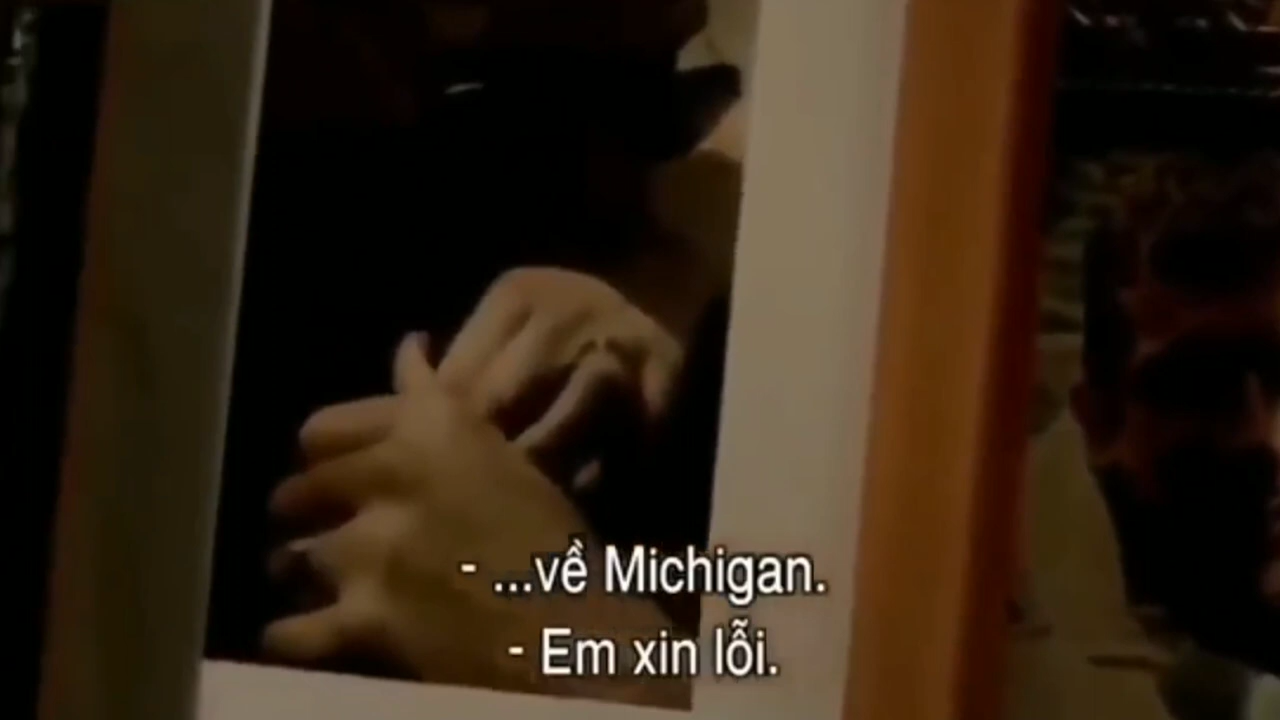 - ...về Michigan.
- Em xin lỗi.